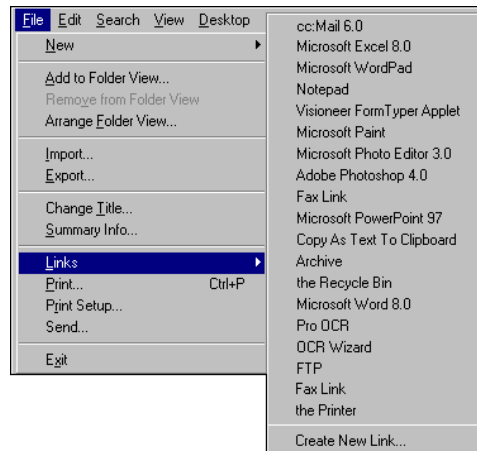 File Edit Search View Desktop
New
Add to Folder View...
Remove from Folder View
Arrange Folder View...
Import...
Export...
Change Title...
Summary Info...
Links
Print... Ctrl+P
Print Setup...
Send...
Exit
cc:Mail 6.0
Microsoft Excel 8.0
Microsoft WordPad
Notepad
Visioneer FormTyper Applet
Microsoft Paint
Microsoft Photo Editor 3.0
Adobe Photoshop 4.0
Fax Link
Microsoft PowerPoint 97
Copy As Text To Clipboard
Archive
the Recycle Bin
Microsoft Word 8.0
Pro OCR
OCR Wizard
FTP
Fax Link
the Printer
Create New Link...